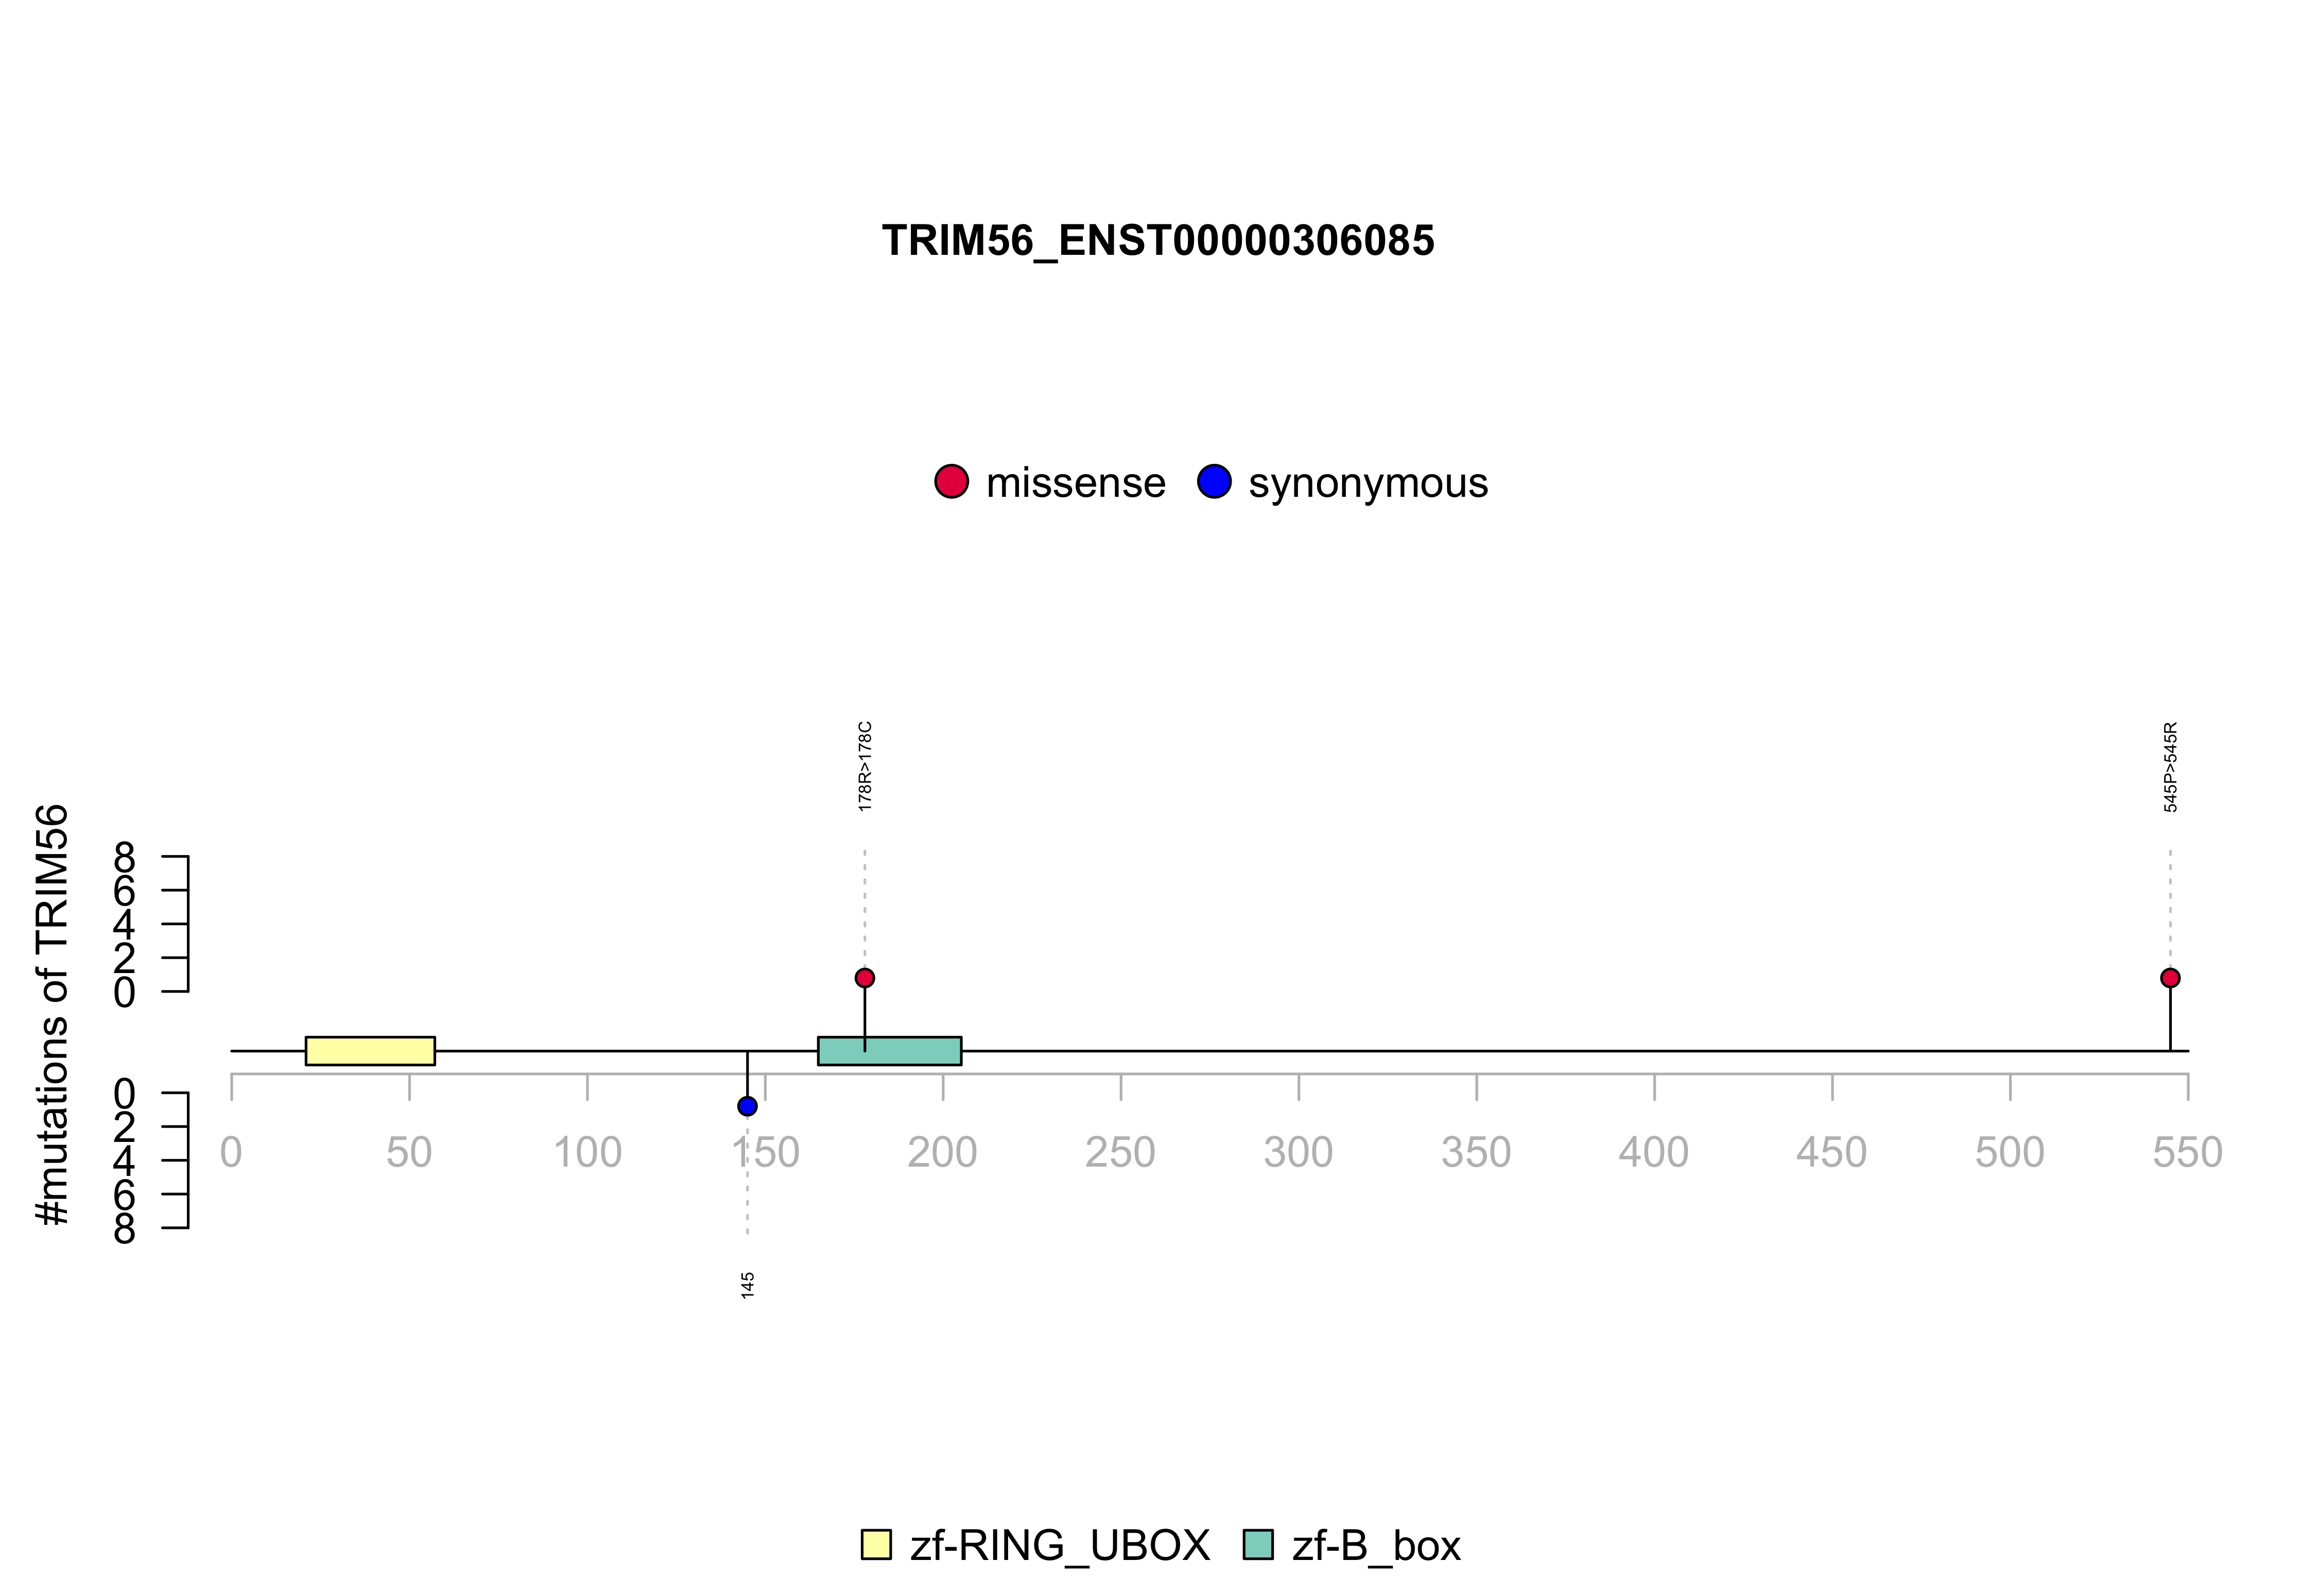 TRIM56_ENST00000306085
missense synonymous
178R>178C
545P>545R
#mutations of TRIM56
8
6
4
2
0
0
2
4
6
8
0 50 100 150 200 250 300 350 400 450 500 550
145
zf-RING_UBOX zf-B_box